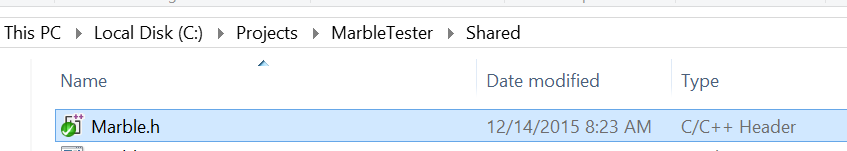 This PC Local Disk (C:) Projects MarbleTester Shared
Name Date modified Type
Marble.h 12/14/2015 8:23 AM C/C++ Header